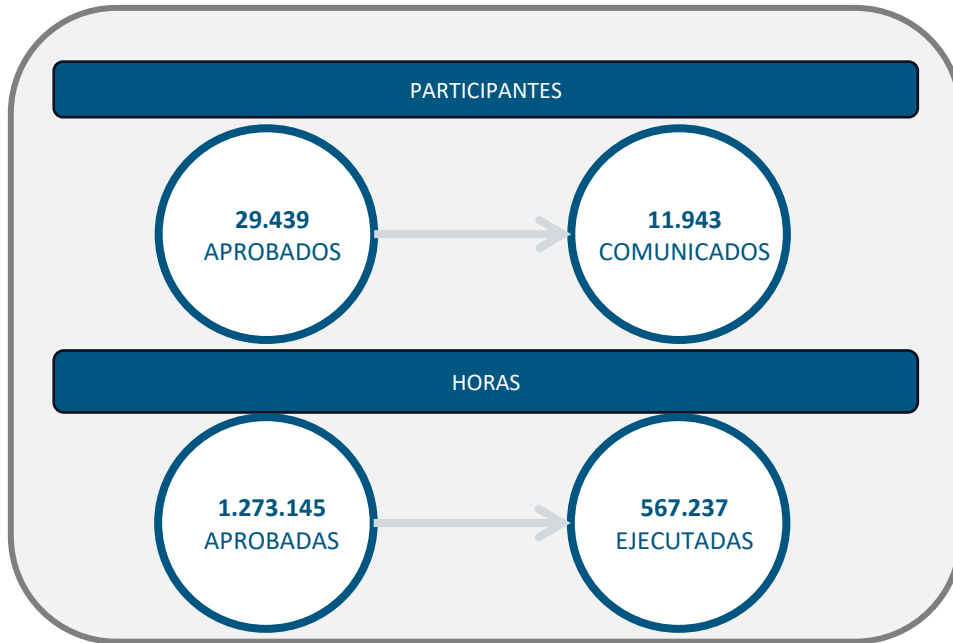 PARTICIPANTES
29.439
APROBADOS
11.943
COMUNICADOS
HORAS
1.273.145
APROBADAS
567.237
EJECUTADAS